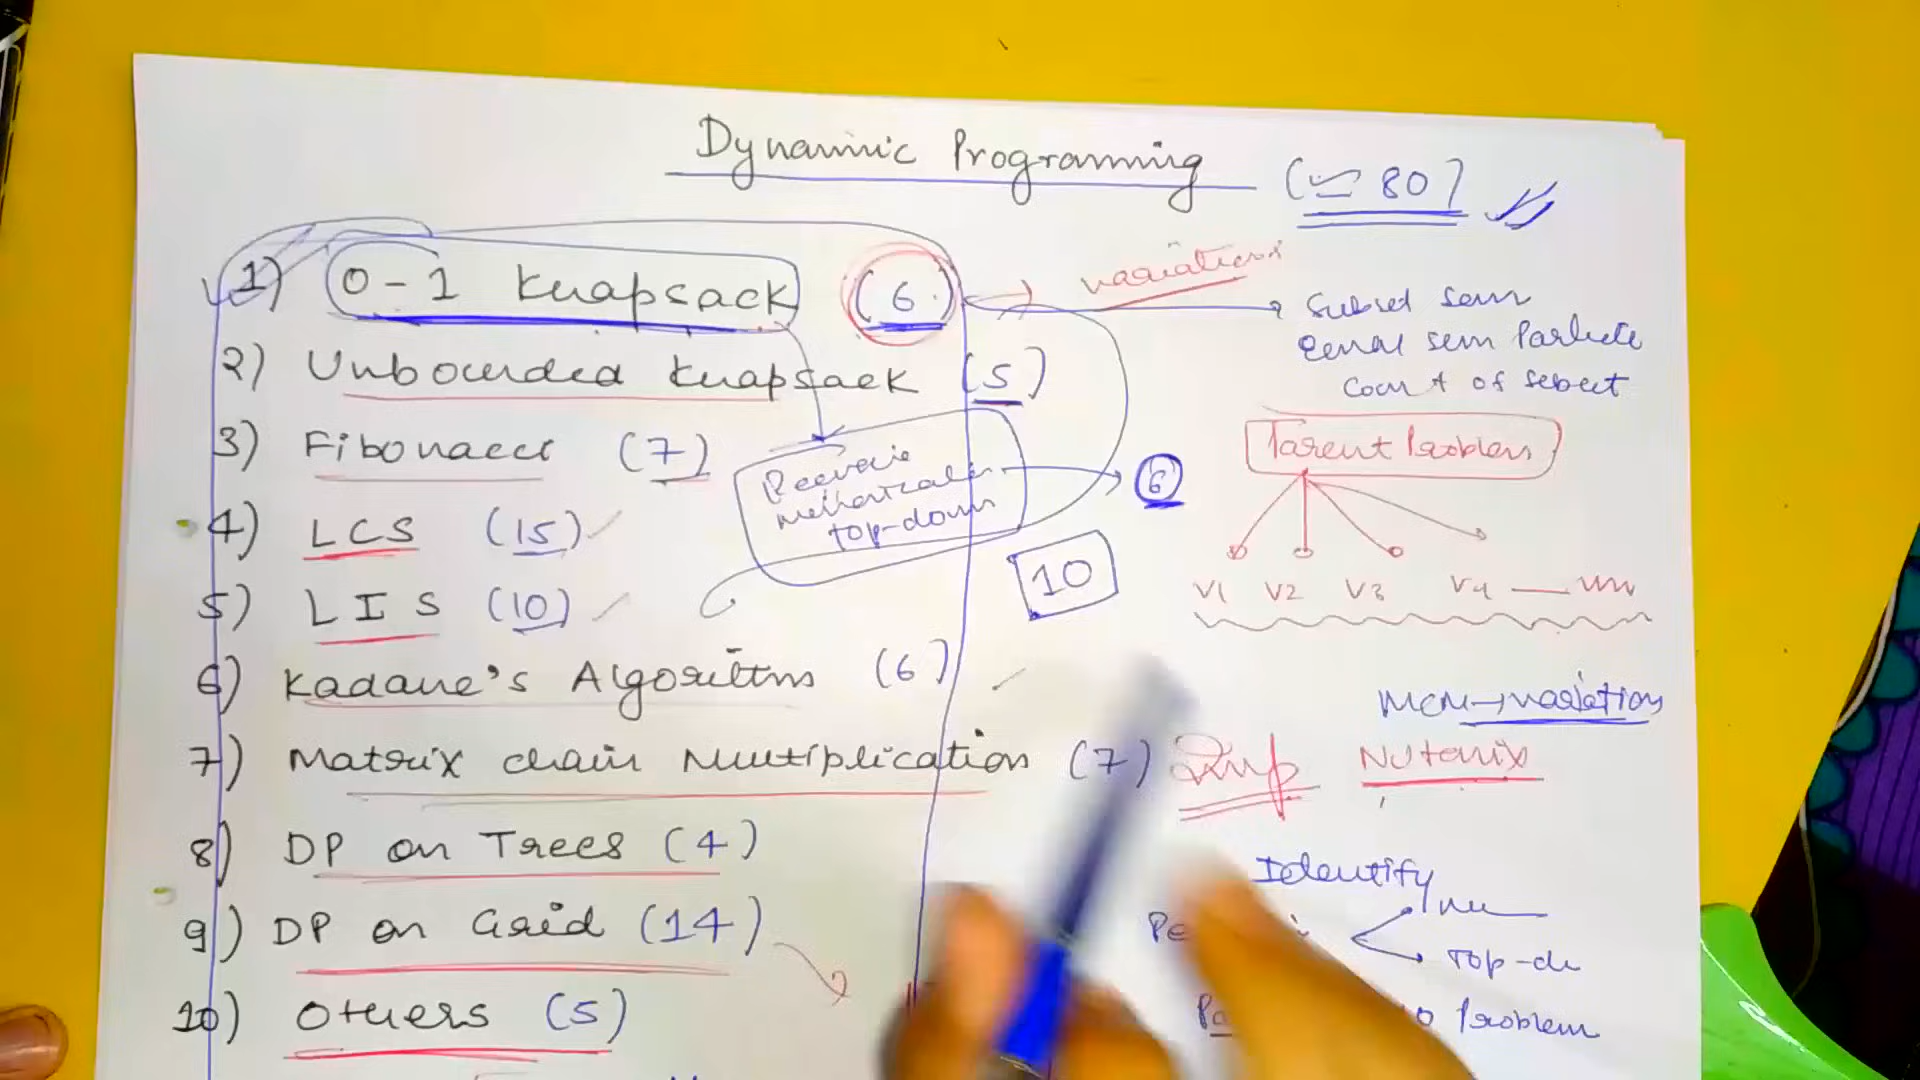 Dynamic Programming (≃ 80)
1) 0-1 Knapsack (6)
variations
Subset sum
Equal sum Partition
Count of subset
2) Unbounded Knapsack (5)
3) Fibonacci (7)
Recursive
memoization
top-down
6
Parent Problem
4) LCS (15)
10
V1 V2 V3 V4
5) LIS (10)
6) Kadane's Algorithm (6)
MCM → variations
7) Matrix chain Multiplication (7) Imp Nutanix
8) DP on Trees (4)
Identify
9) DP on Grid (14)
Top-d
10) Others (5)
Problem